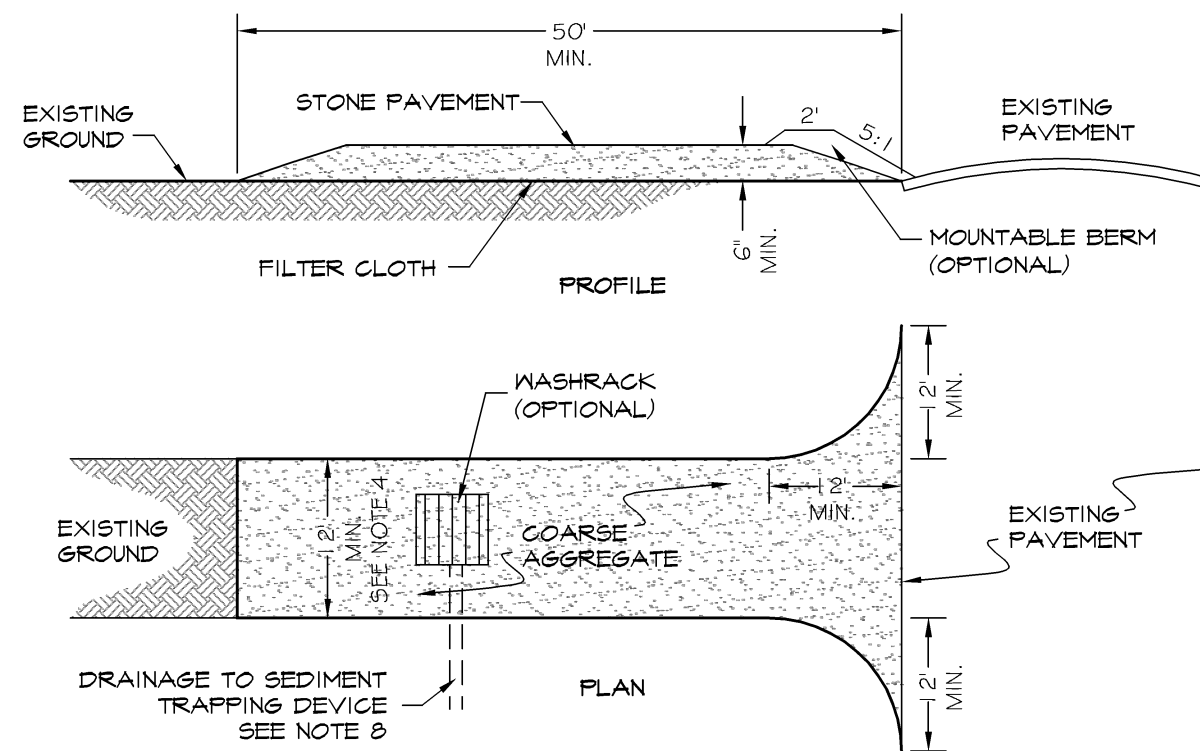 50'
MIN.
STONE PAVEMENT
EXISTING
GROUND
2'
5:1
EXISTING
PAVEMENT
6"
MIN.
MOUNTABLE BERM
(OPTIONAL)
FILTER CLOTH
PROFILE
WASHRACK
(OPTIONAL)
12'
MIN.
12'
MIN.
12'
MIN
SEE NOTE 4
EXISTING
GROUND
COARSE
AGGREGATE
EXISTING
PAVEMENT
DRAINAGE TO SEDIMENT
TRAPPING DEVICE
SEE NOTE 8
PLAN
12'
MIN.